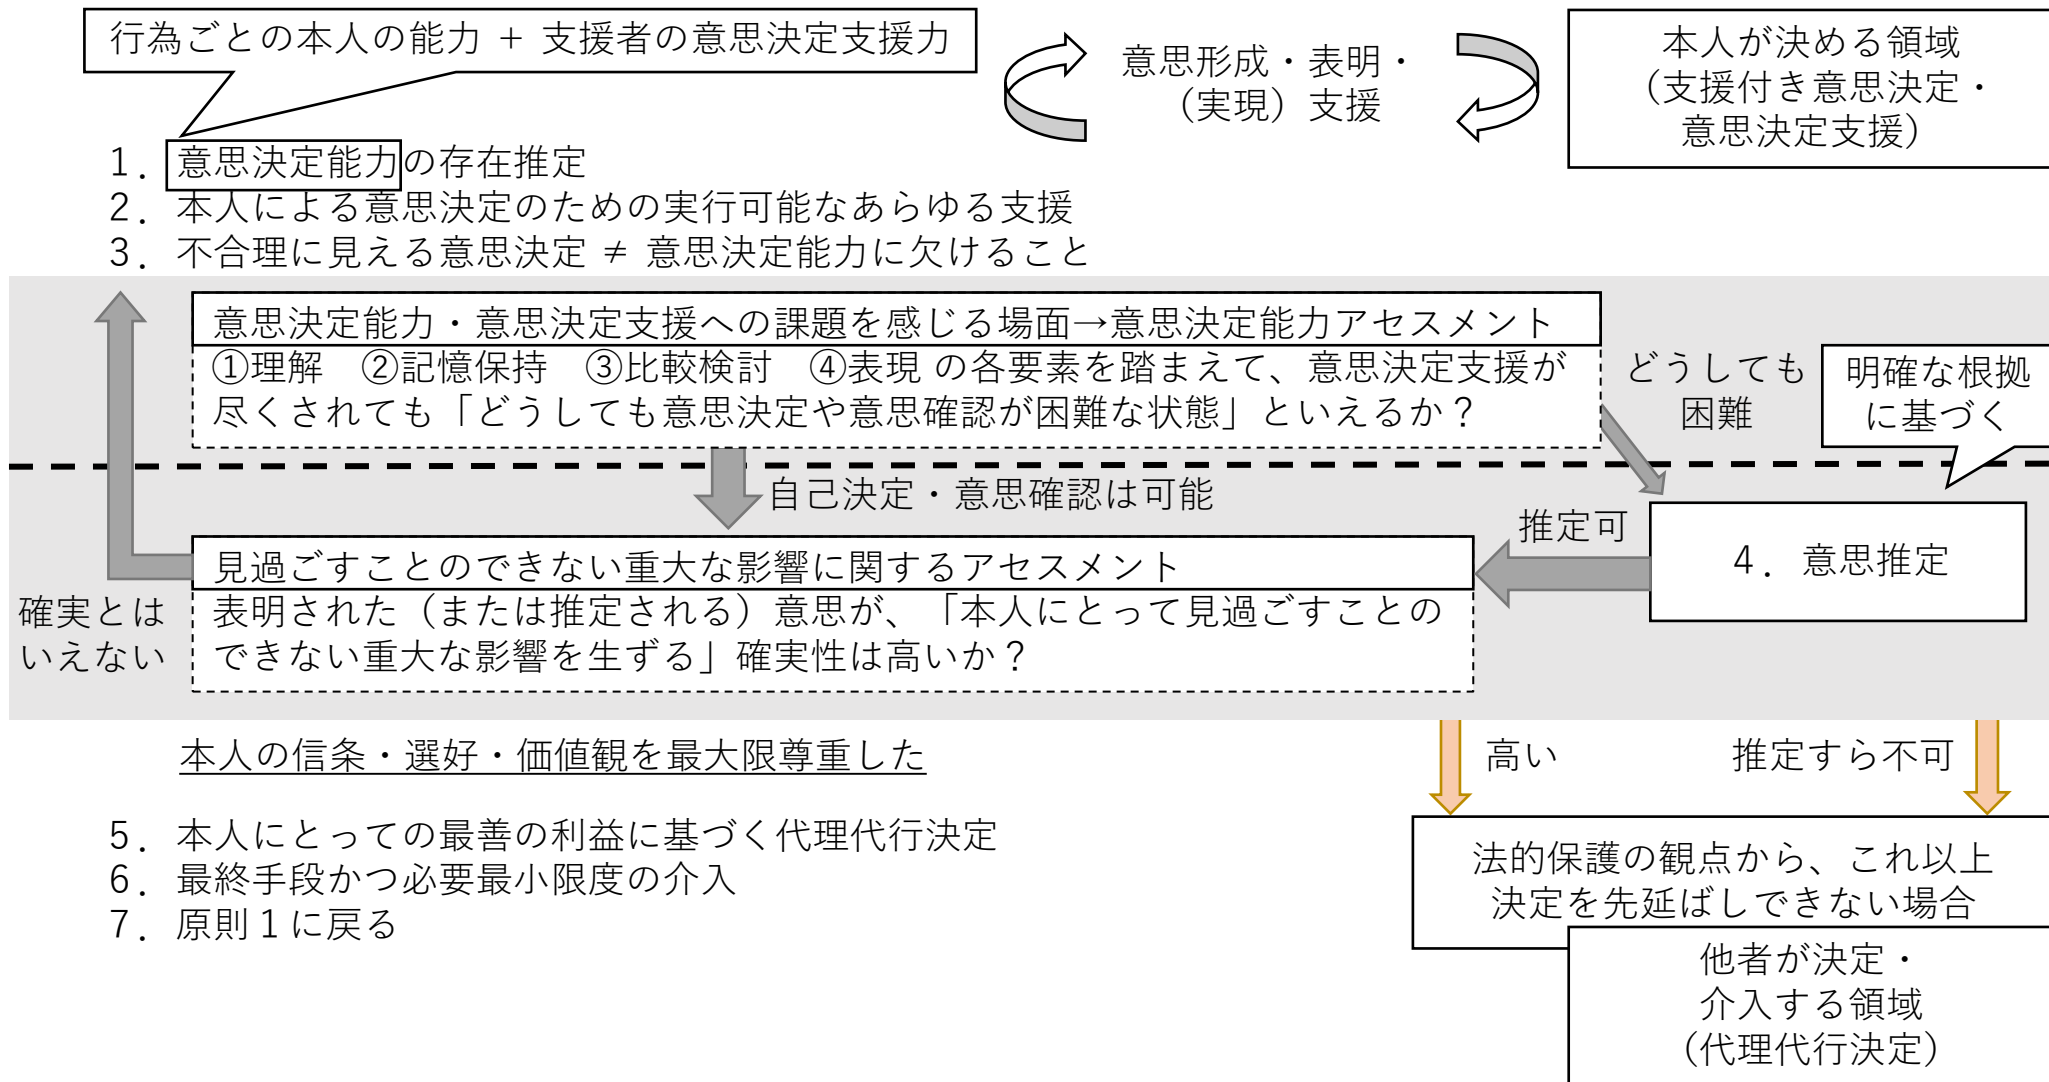 行為ごとの本人の能力 + 支援者の意思決定支援力
意思形成・表明・
（実現）支援
本人が決める領域
（支援付き意思決定・
意思決定支援）
1．意思決定能力の存在推定
2．本人による意思決定のための実行可能なあらゆる支援
3．不合理に見える意思決定 ≠ 意思決定能力に欠けること
意思決定能力・意思決定支援への課題を感じる場面→意思決定能力アセスメント
①理解　②記憶保持　③比較検討　④表現 の各要素を踏まえて、意思決定支援が
尽くされても「どうしても意思決定や意思確認が困難な状態」といえるか？
どうしても
困難
明確な根拠
に基づく
自己決定・意思確認は可能
推定可
4．意思推定
見過ごすことのできない重大な影響に関するアセスメント
表明された（または推定される）意思が、「本人にとって見過ごすことの
できない重大な影響を生ずる」確実性は高いか？
確実とは
いえない
本人の信条・選好・価値観を最大限尊重した
高い
推定すら不可
5．本人にとっての最善の利益に基づく代理代行決定
6．最終手段かつ必要最小限度の介入
7．原則１に戻る
法的保護の観点から、これ以上
決定を先延ばしできない場合
他者が決定・
介入する領域
（代理代行決定）